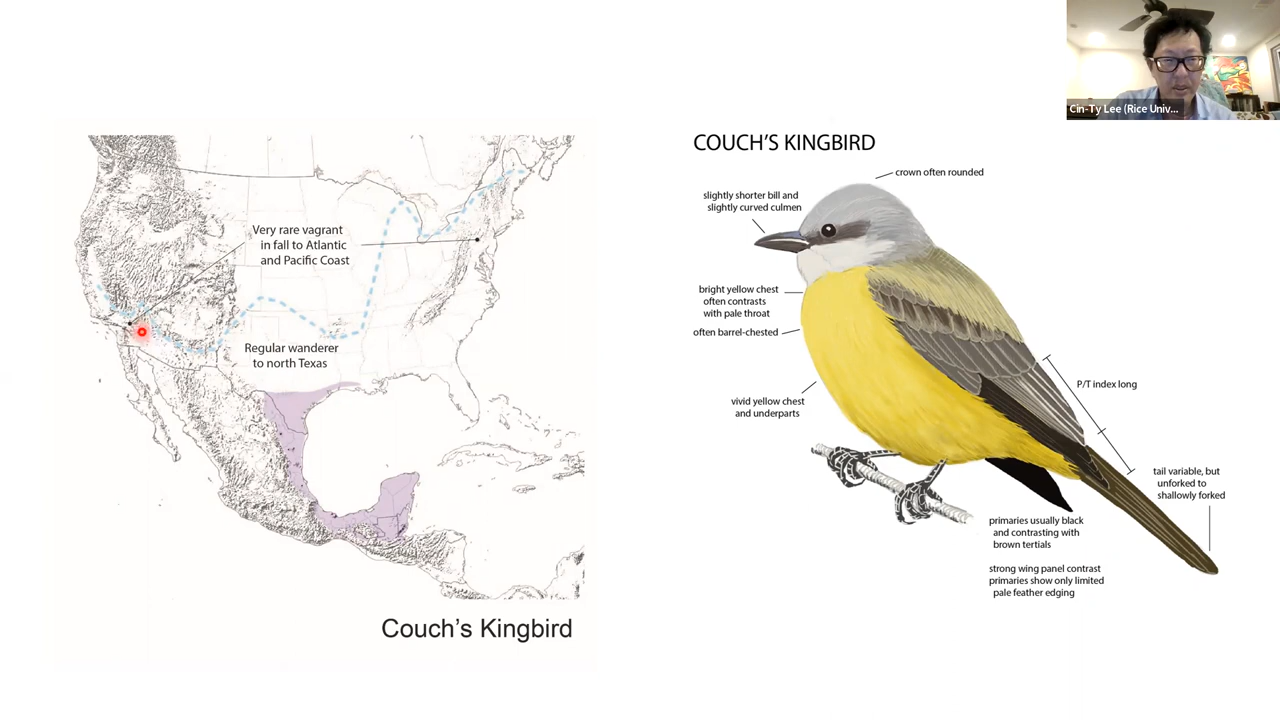 Cin-Ty Lee (Rice Univ...
Very rare vagrant
in fall to Atlantic
and Pacific Coast
Regular wanderer
to north Texas
Couch’s Kingbird
COUCH’S KINGBIRD
crown often rounded
slightly shorter bill and
slightly curved culmen
bright yellow chest
often contrasts
with pale throat
often barrel-chested
vivid yellow chest
and underparts
P/T index long
tail variable, but
unforked to
shallowly forked
primaries usually black
and contrasting with
brown tertials
strong wing panel contrast
primaries show only limited
pale feather edging